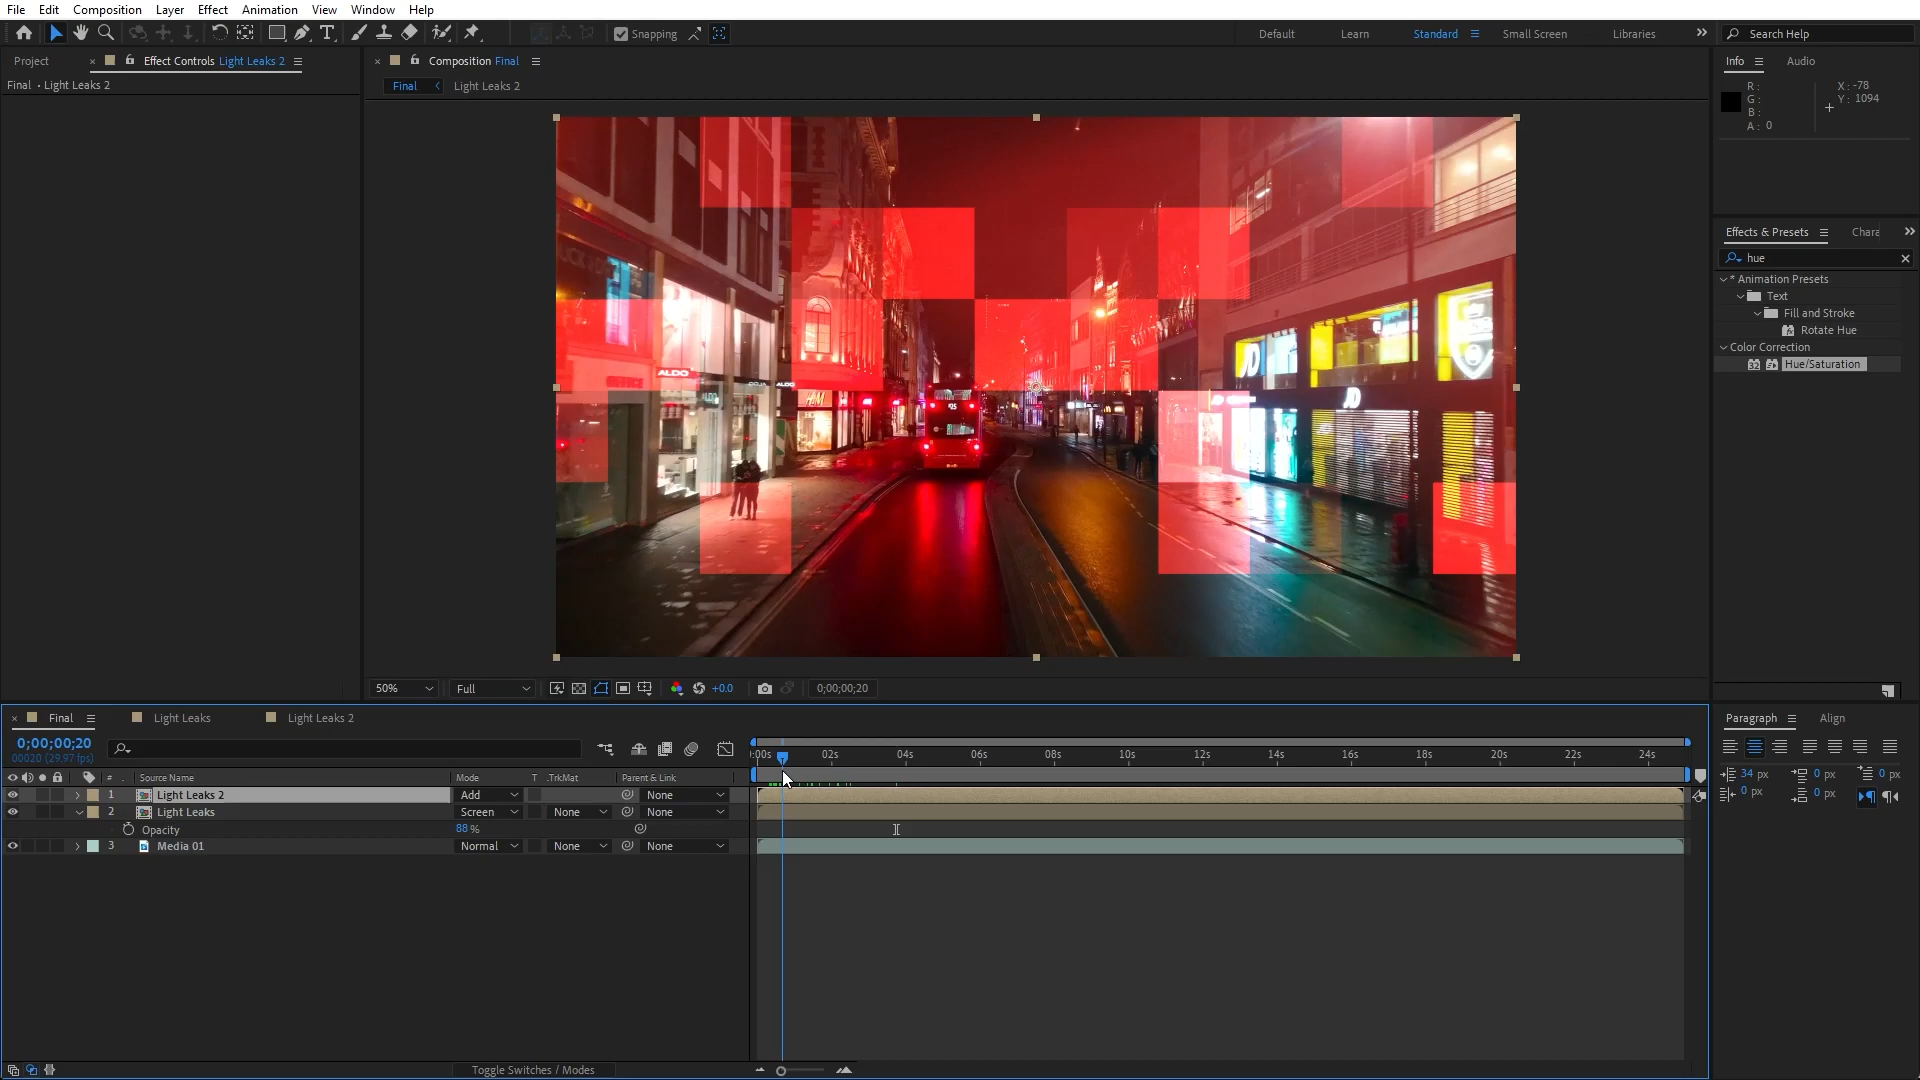 File Edit Composition Layer Effect Animation View Window Help
Snapping
Default Learn Standard Small Screen Libraries Search Help
Project Effect Controls Light Leaks 2
Final • Light Leaks 2
Composition Final
Final Light Leaks 2
Info Audio
R :
G :
B :
A : 0
X : -78
Y : 1094
Effects & Presets Chara
hue
* Animation Presets
Text
Fill and Stroke
Rotate Hue
Color Correction
32 Hue/Saturation
ALDO
ALDO
H&M
JD
JD
50% Full +0.0 0;00;00;20
Final Light Leaks Light Leaks 2
0;00;00;20
00020 (29.97 fps)
:00s 02s 04s 06s 08s 10s 12s 14s 16s 18s 20s 22s 24s
# Source Name Mode T .TrkMat Parent & Link
1 Light Leaks 2 Add None
2 Light Leaks Screen None None
Opacity 88 %
3 Media 01 Normal None None
Toggle Switches / Modes
Paragraph Align
34 px 0 px 0 px
0 px 0 px